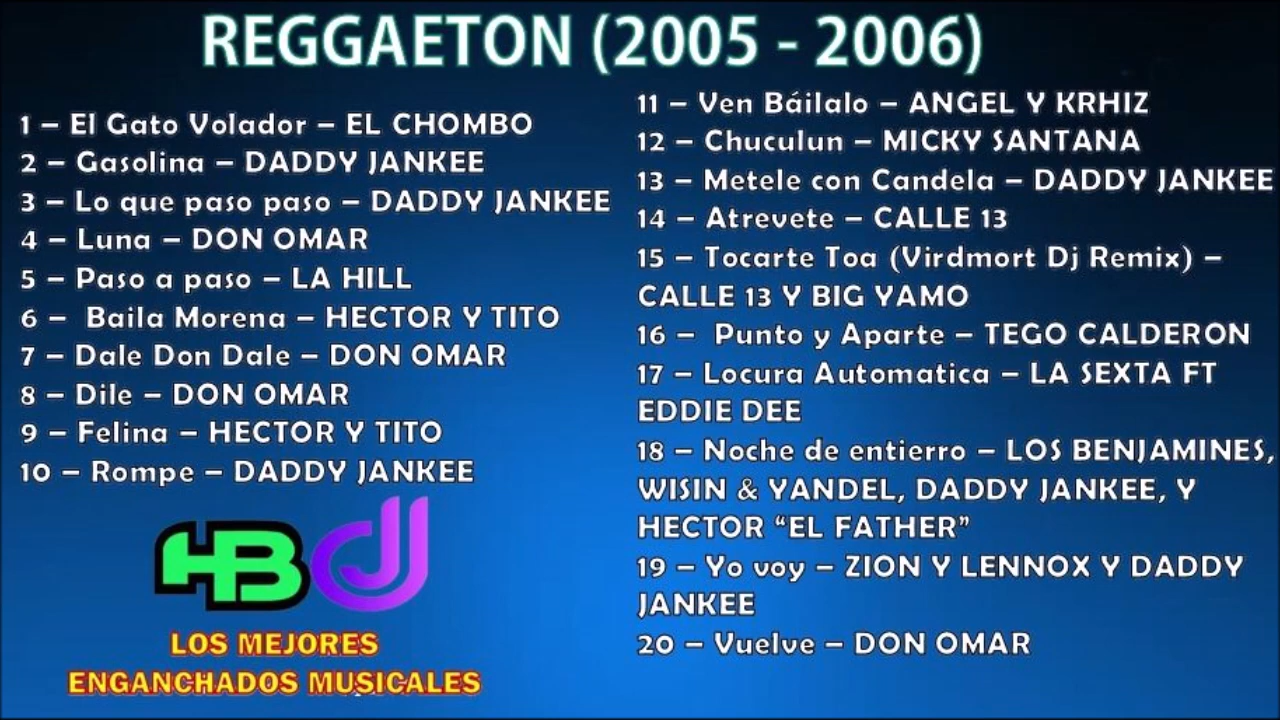 REGGAETON (2005 - 2006)
1 – El Gato Volador – EL CHOMBO
2 – Gasolina – DADDY JANKEE
3 – Lo que paso paso – DADDY JANKEE
4 – Luna – DON OMAR
5 – Paso a paso – LA HILL
6 –  Baila Morena – HECTOR Y TITO
7 – Dale Don Dale – DON OMAR
8 – Dile – DON OMAR
9 – Felina – HECTOR Y TITO
10 – Rompe – DADDY JANKEE
HB DJ
LOS MEJORES
ENGANCHADOS MUSICALES
11 – Ven Báilalo – ANGEL Y KRHIZ
12 – Chuculun – MICKY SANTANA
13 – Metele con Candela – DADDY JANKEE
14 – Atrevete – CALLE 13
15 – Tocarte Toa (Virdmort Dj Remix) –
CALLE 13 Y BIG YAMO
16 –  Punto y Aparte – TEGO CALDERON
17 – Locura Automatica – LA SEXTA FT
EDDIE DEE
18 – Noche de entierro – LOS BENJAMINES,
WISIN & YANDEL, DADDY JANKEE, Y
HECTOR “EL FATHER”
19 – Yo voy – ZION Y LENNOX Y DADDY
JANKEE
20 – Vuelve – DON OMAR